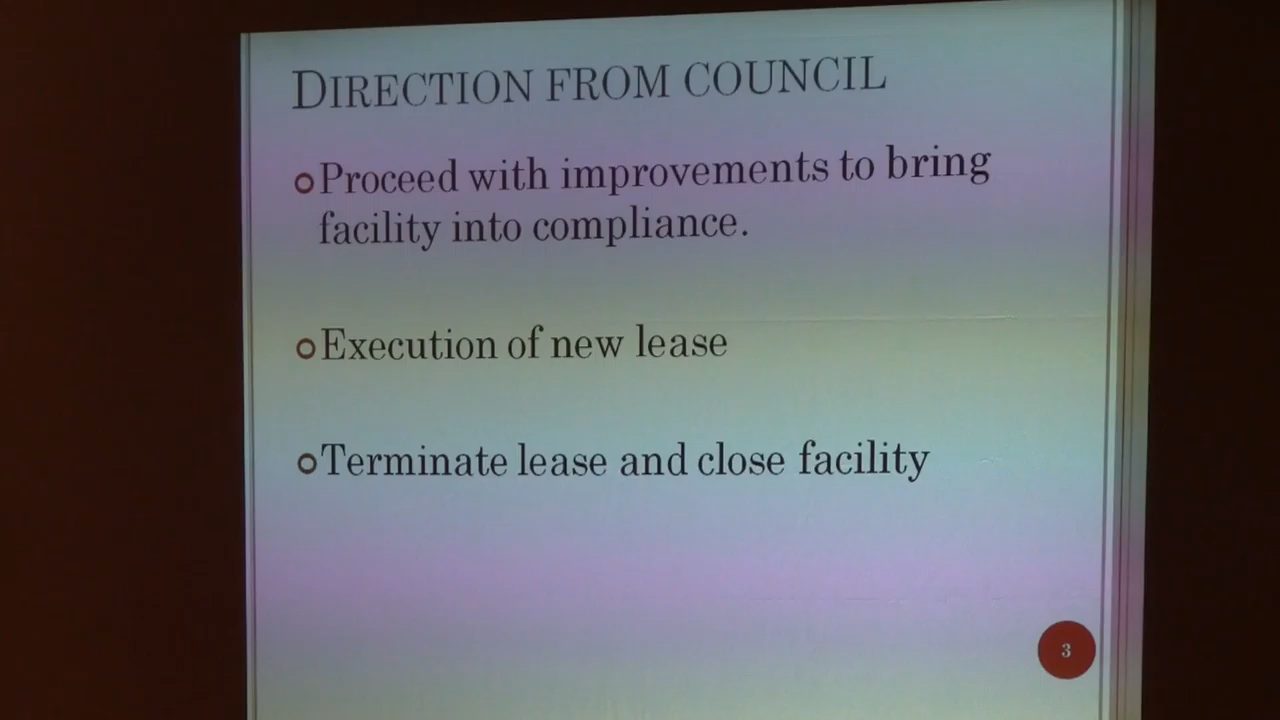 DIRECTION FROM COUNCIL
Proceed with improvements to bring
facility into compliance.
Execution of new lease
Terminate lease and close facility
3